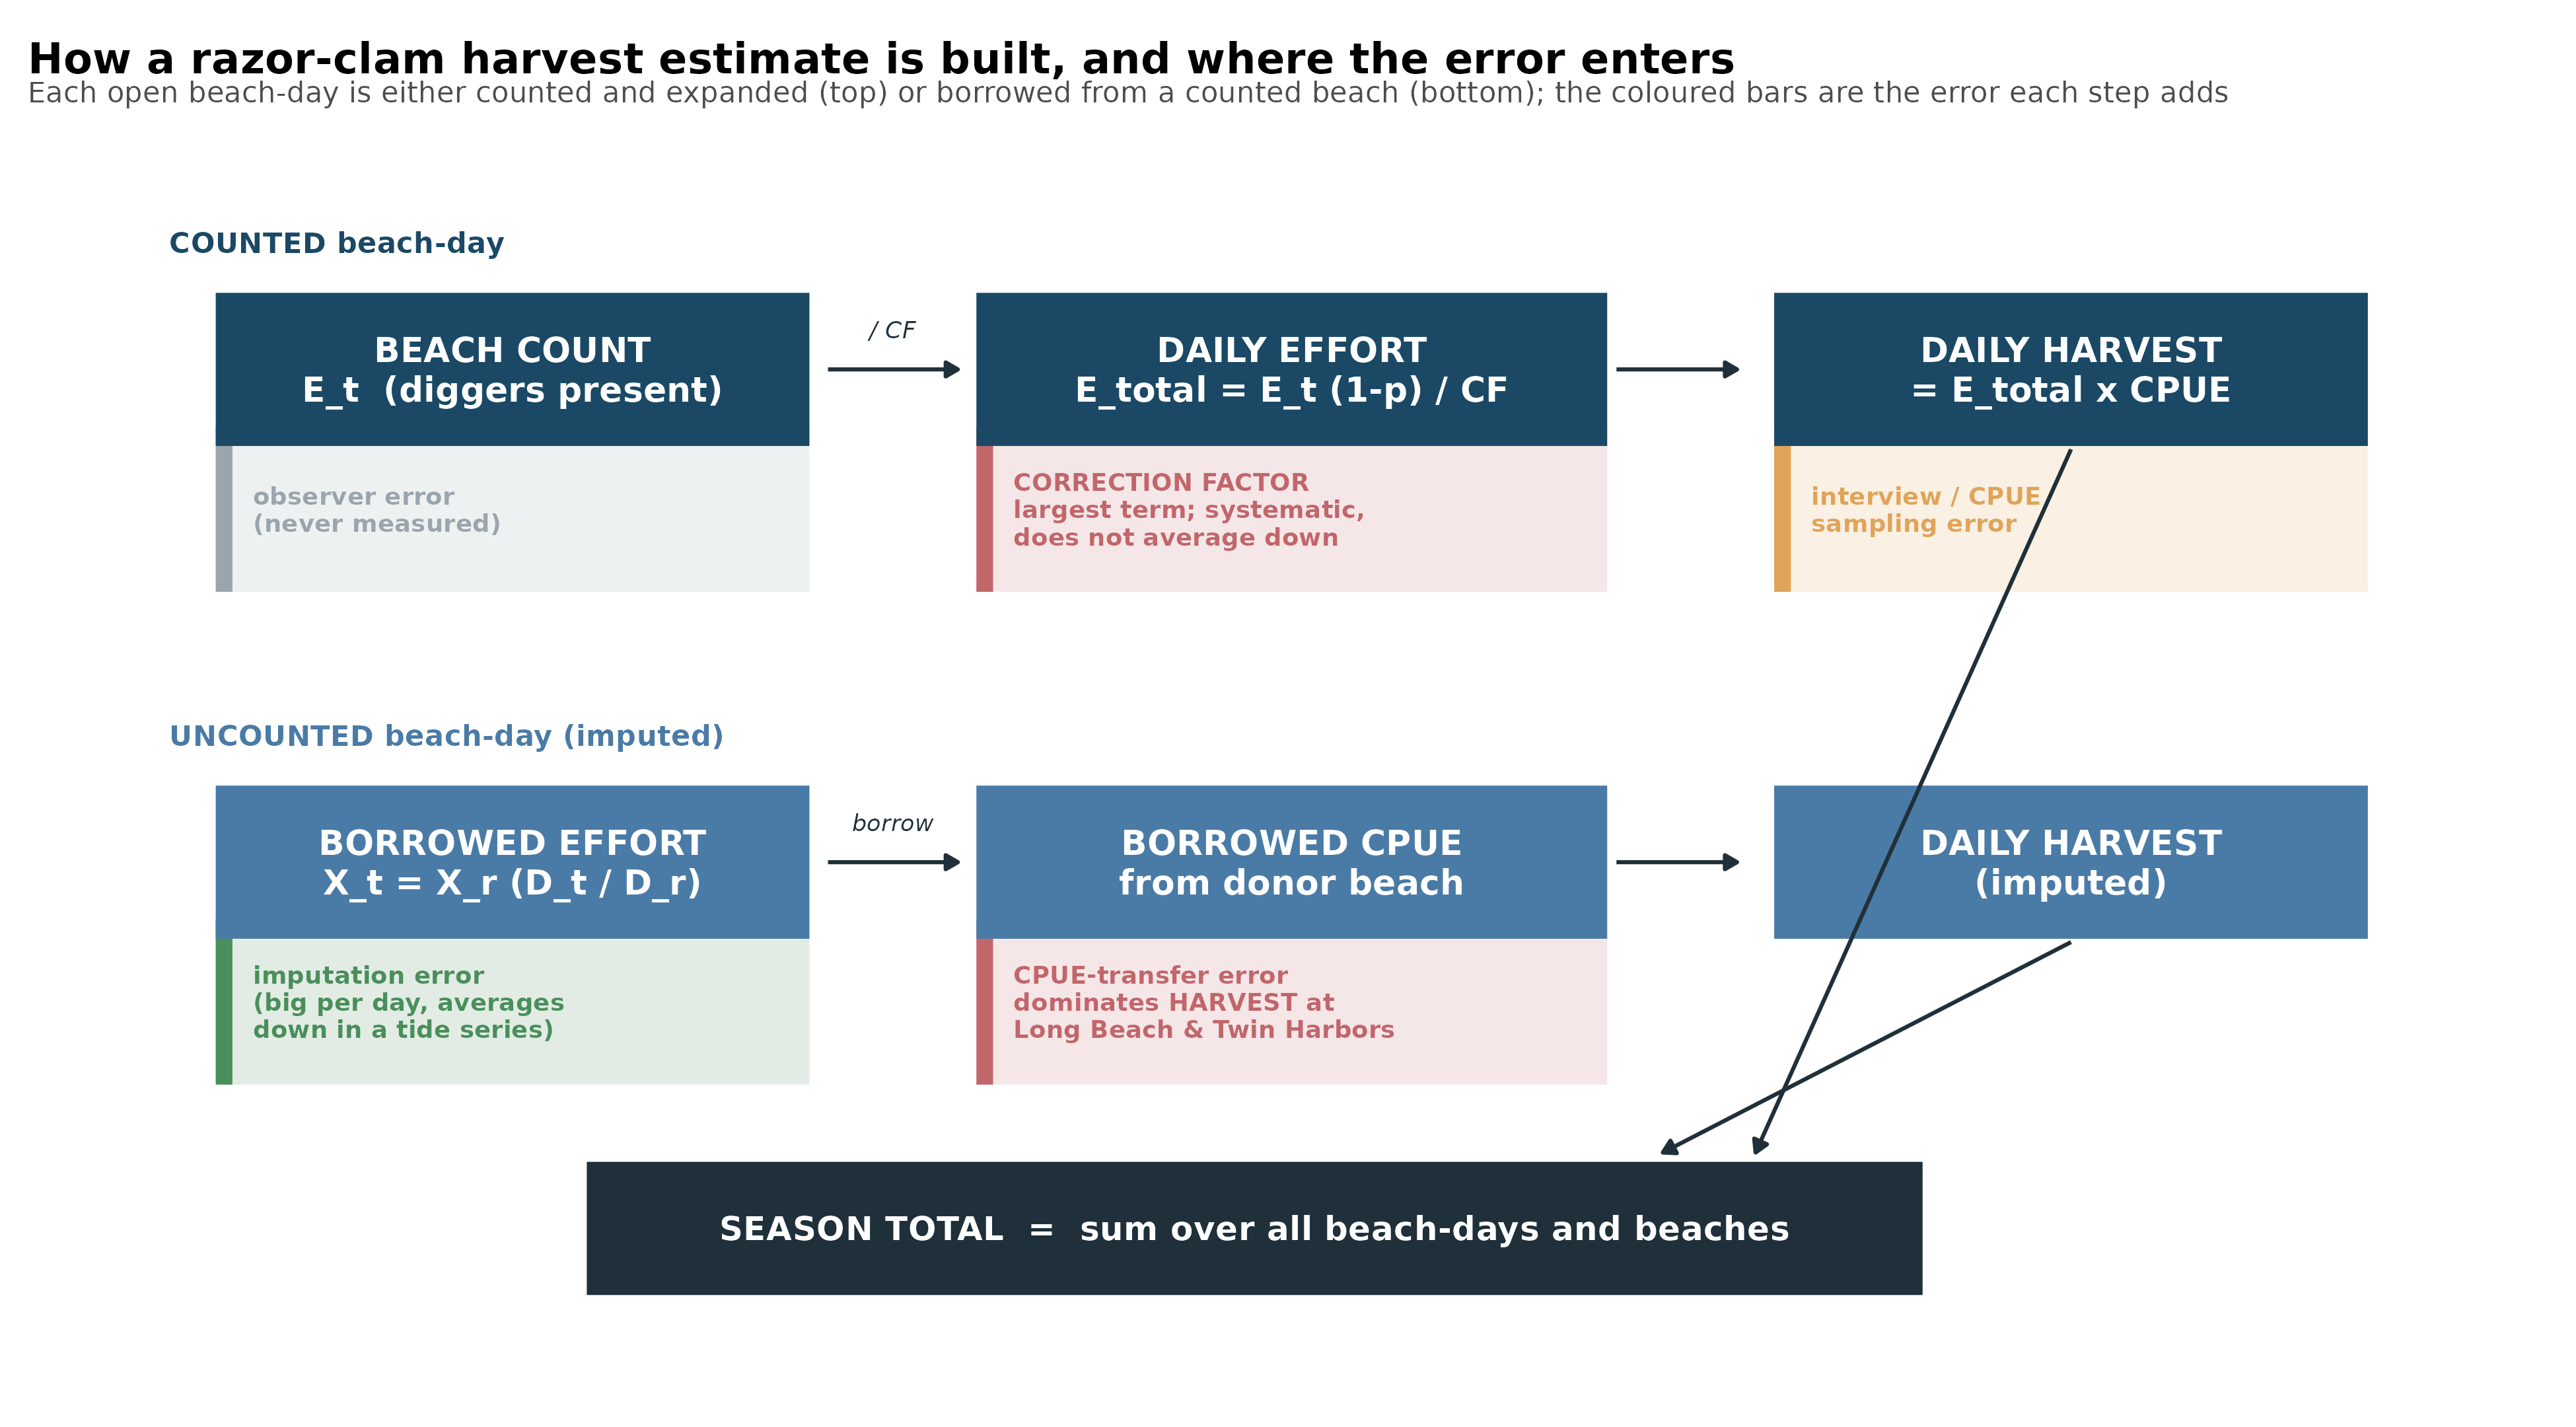 How a razor-clam harvest estimate is built, and where the error enters
Each open beach-day is either counted and expanded (top) or borrowed from a counted beach (bottom); the coloured bars are the error each step adds
COUNTED beach-day
BEACH COUNT
E_t  (diggers present)
/ CF
DAILY EFFORT
E_total = E_t (1-p) / CF
DAILY HARVEST
= E_total x CPUE
observer error
(never measured)
CORRECTION FACTOR
largest term; systematic,
does not average down
interview / CPUE
sampling error
UNCOUNTED beach-day (imputed)
BORROWED EFFORT
X_t = X_r (D_t / D_r)
borrow
BORROWED CPUE
from donor beach
DAILY HARVEST
(imputed)
imputation error
(big per day, averages
down in a tide series)
CPUE-transfer error
dominates HARVEST at
Long Beach & Twin Harbors
SEASON TOTAL  =  sum over all beach-days and beaches